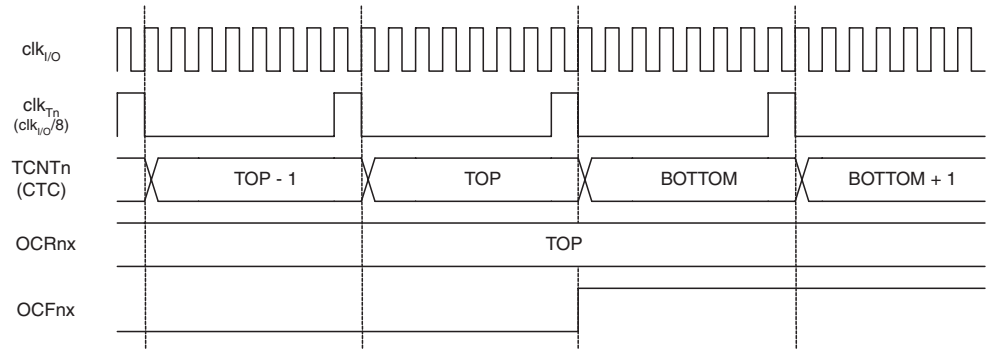 clkI/O
clkTn
(clkI/O/8)
TCNTn
(CTC)
TOP - 1
TOP
BOTTOM
BOTTOM + 1
OCRnx
TOP
OCFnx